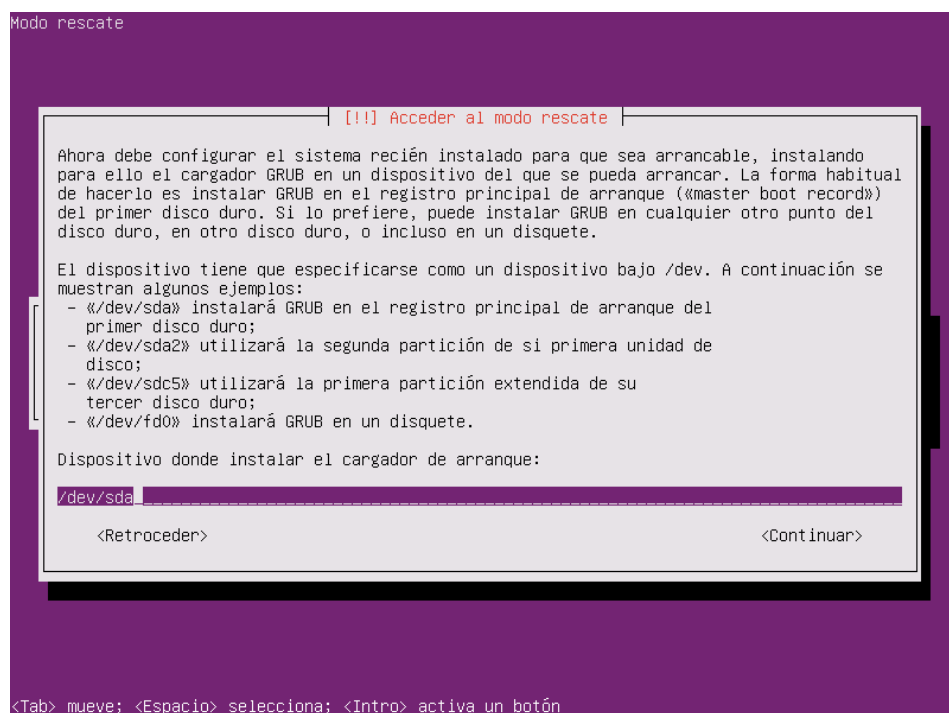 Modo rescate
[!!] Acceder al modo rescate
Ahora debe configurar el sistema recién instalado para que sea arrancable, instalando
para ello el cargador GRUB en un dispositivo del que se pueda arrancar. La forma habitual
de hacerlo es instalar GRUB en el registro principal de arranque («master boot record»)
del primer disco duro. Si lo prefiere, puede instalar GRUB en cualquier otro punto del
disco duro, en otro disco duro, o incluso en un disquete.
El dispositivo tiene que especificarse como un dispositivo bajo /dev. A continuación se
muestran algunos ejemplos:
– «/dev/sda» instalará GRUB en el registro principal de arranque del
primer disco duro;
– «/dev/sda2» utilizará la segunda partición de si primera unidad de
disco;
– «/dev/sdc5» utilizará la primera partición extendida de su
tercer disco duro;
– «/dev/fd0» instalará GRUB en un disquete.
Dispositivo donde instalar el cargador de arranque:
/dev/sda
<Retroceder> <Continuar>
<Tab> mueve; <Espacio> selecciona; <Intro> activa un botón